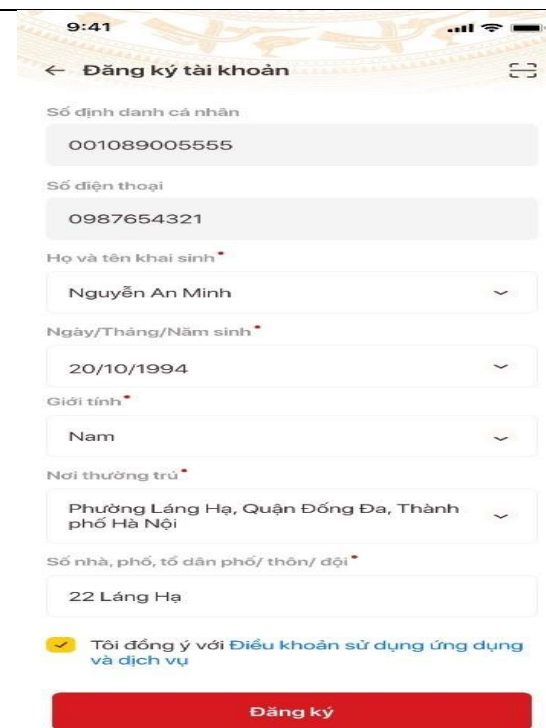 9:41
Đăng ký tài khoản
Số định danh cá nhân
001089005555
Số điện thoại
0987654321
Họ và tên khai sinh*
Nguyễn An Minh
Ngày/Tháng/Năm sinh*
20/10/1994
Giới tính*
Nam
Nơi thường trú*
Phường Láng Hạ, Quận Đống Đa, Thành
phố Hà Nội
Số nhà, phố, tổ dân phố/ thôn/ đội*
22 Láng Hạ
Tôi đồng ý với Điều khoản sử dụng ứng dụng
và dịch vụ
Đăng ký